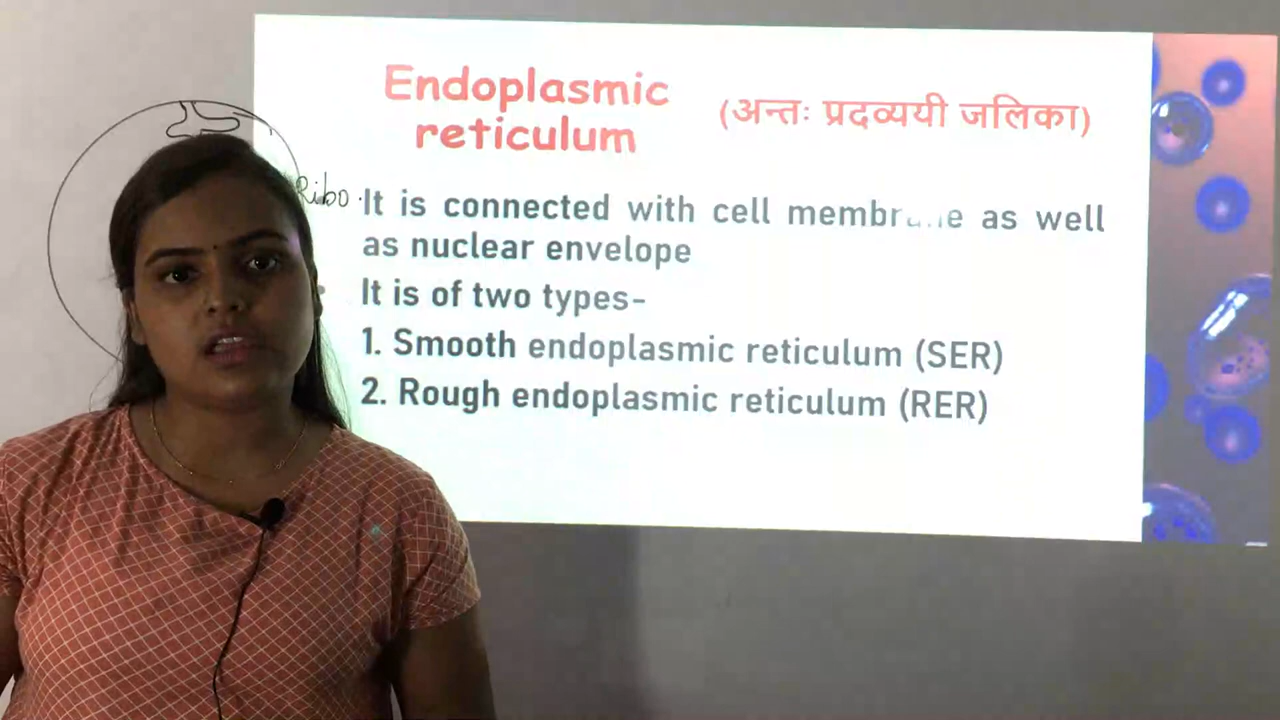 Endoplasmic
reticulum
(अन्तः प्रदव्ययी जलिका)
Ribo
It is connected with cell membrane as well
as nuclear envelope
It is of two types-
1. Smooth endoplasmic reticulum (SER)
2. Rough endoplasmic reticulum (RER)